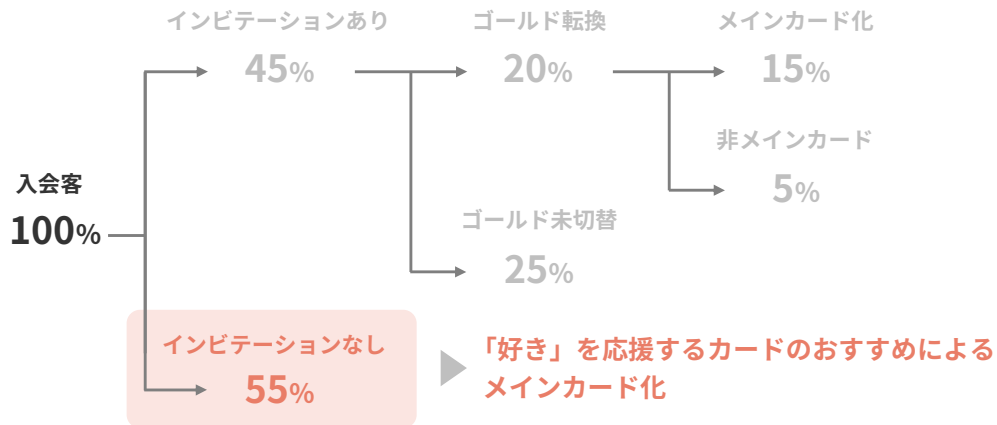 インビテーションあり
45%
ゴールド転換
20%
メインカード化
15%
非メインカード
5%
入会客
100%
ゴールド未切替
25%
インビテーションなし
55%
「好き」を応援するカードのおすすめによる
メインカード化